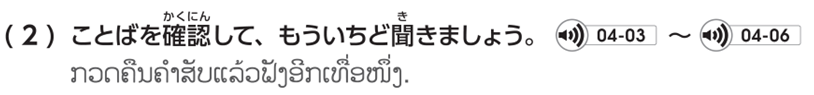 (2) ことばを確認して、もういちど聞きましょう。 04-03 ～ 04-06
ກວດຄືນຄຳສັບແລ້ວຟັງອີກເທື່ອໜຶ່ງ.